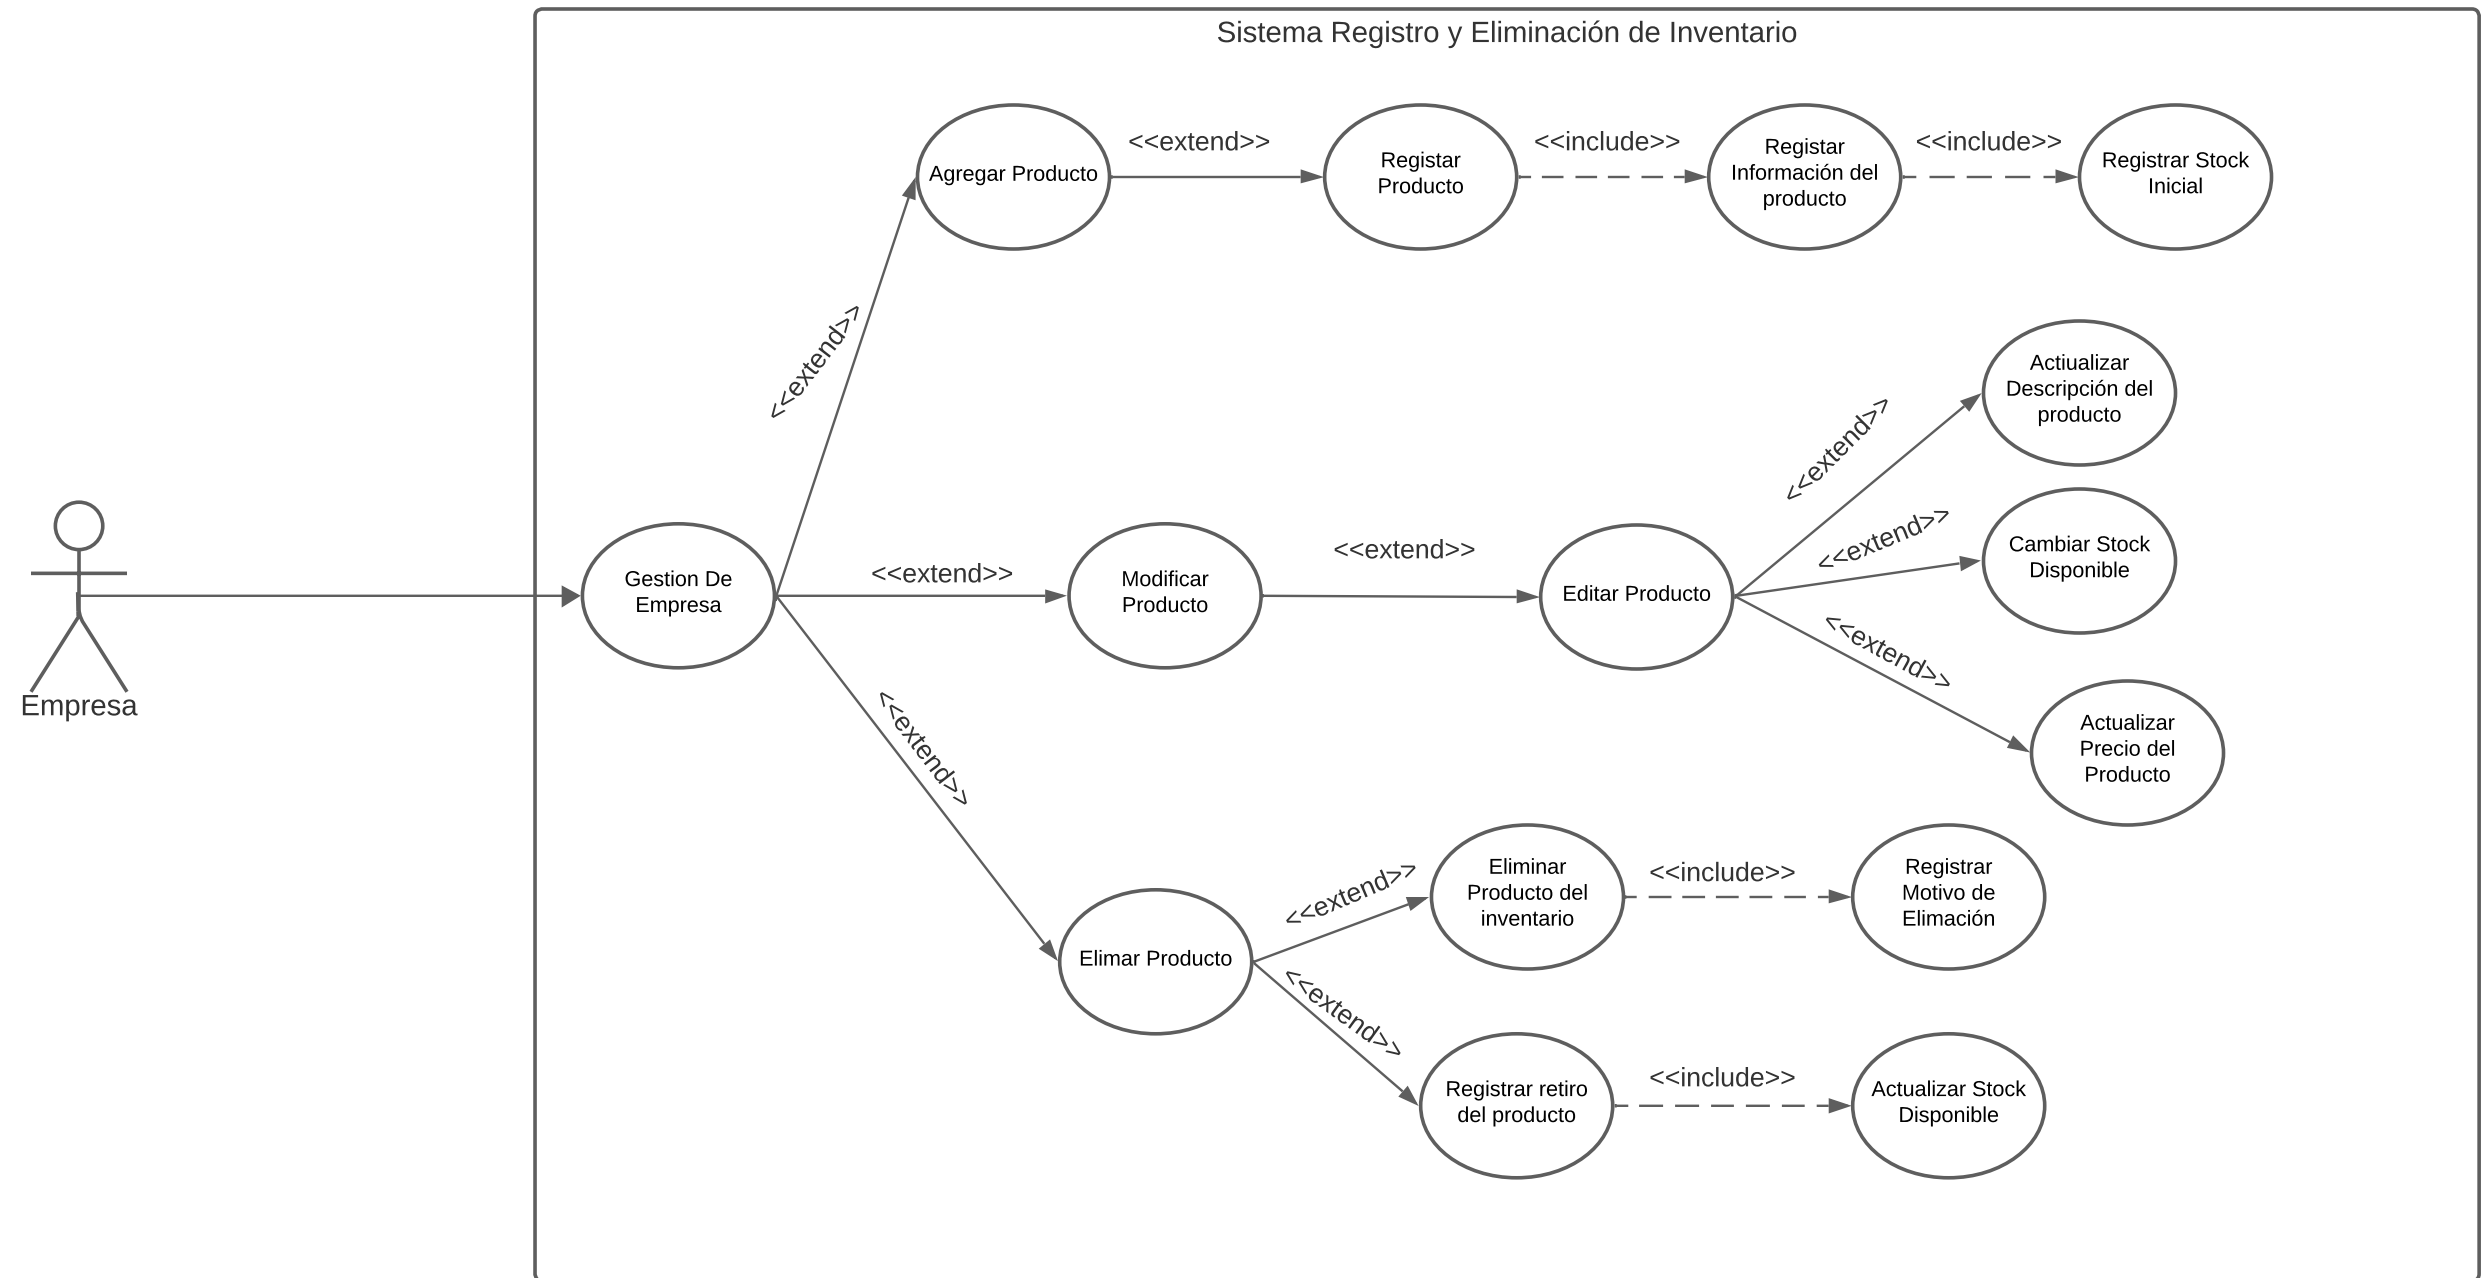 Sistema Registro y Eliminación de Inventario
Agregar Producto
<<extend>>
Registar
Producto
<<include>>
Registar
Información del
producto
<<include>>
Registrar Stock
Inicial
<<extend>>
Empresa
Gestion De
Empresa
<<extend>>
Modificar
Producto
<<extend>>
Editar Producto
<<extend>>
Actiualizar
Descripción del
producto
<<extend>>
Cambiar Stock
Disponible
<<extend>>
Actualizar
Precio del
Producto
<<extend>>
Elimar Producto
<<extend>>
Eliminar
Producto del
inventario
<<include>>
Registrar
Motivo de
Elimación
<<extend>>
Registrar retiro
del producto
<<include>>
Actualizar Stock
Disponible